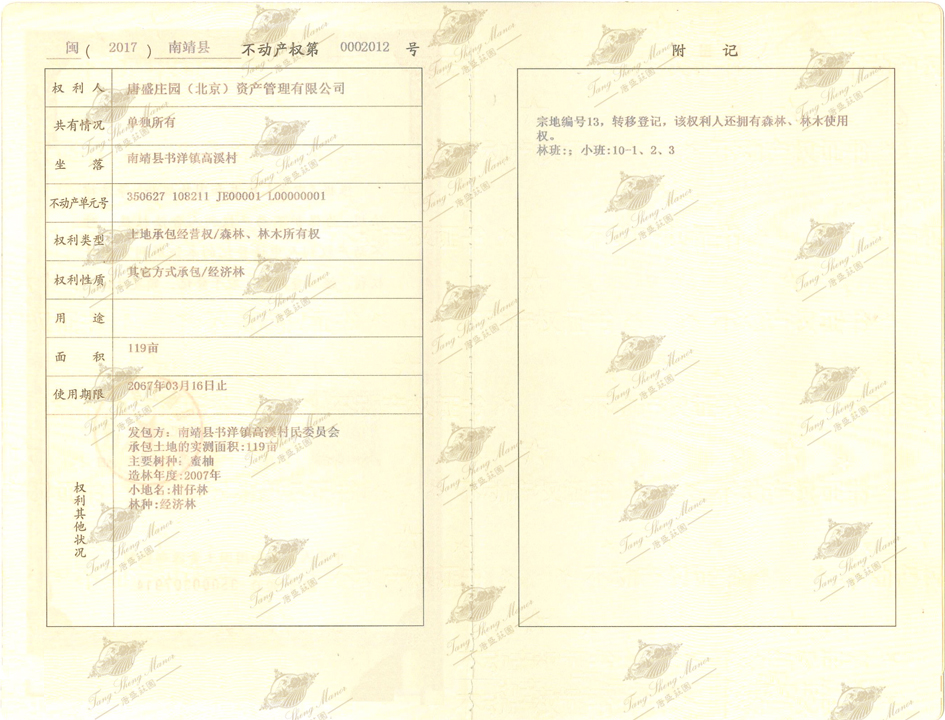 闽（2017）南靖县 不动产权第 0002012 号
权利人 唐盛庄园（北京）资产管理有限公司
共有情况 单独所有
坐落 南靖县书洋镇高溪村
不动产单元号 350627 108211 JE00001 L00000001
权利类型 土地承包经营权/森林、林木所有权
权利性质 其它方式承包/经济林
用途
面积 119亩
使用期限 2067年03月16日止
权利其他状况
发包方：南靖县书洋镇高溪村民委员会
承包土地的实测面积:119亩
主要树种：蜜柚
造林年度:2007年
小地名:柑仔林
林种:经济林
附记
宗地编号13，转移登记，该权利人还拥有森林、林木使用
权。
林班:；小班:10-1、2、3
Tang Sheng Manor
唐盛庄园